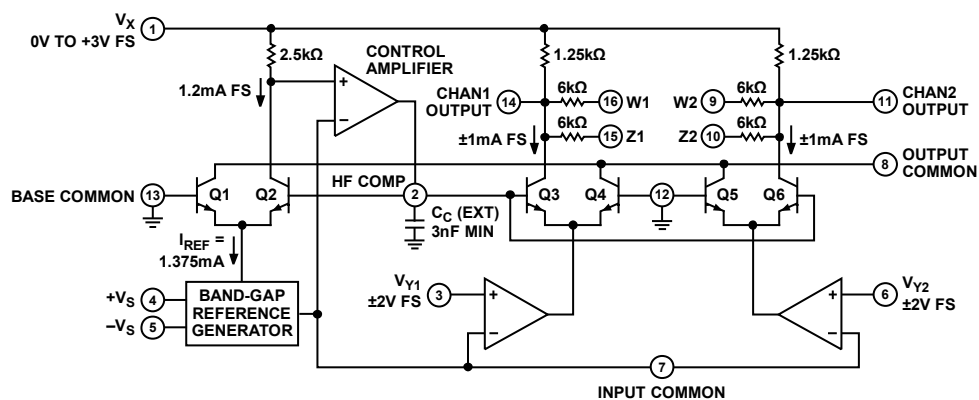 VX
0V TO +3V FS
1
2.5kΩ
CONTROL
AMPLIFIER
1.25kΩ
1.25kΩ
1.2mA FS
+
−
CHAN1
OUTPUT
14
6kΩ
16
W1
W2
9
6kΩ
11
CHAN2
OUTPUT
±1mA FS
6kΩ
15
Z1
Z2
10
6kΩ
±1mA FS
8
OUTPUT
COMMON
BASE COMMON
13
Q1
Q2
HF COMP
2
Q3
Q4
12
Q5
Q6
CC (EXT)
3nF MIN
IREF =
1.375mA
+VS
4
−VS
5
BAND-GAP
REFERENCE
GENERATOR
VY1
±2V FS
3
+
−
+
−
6
VY2
±2V FS
7
INPUT COMMON